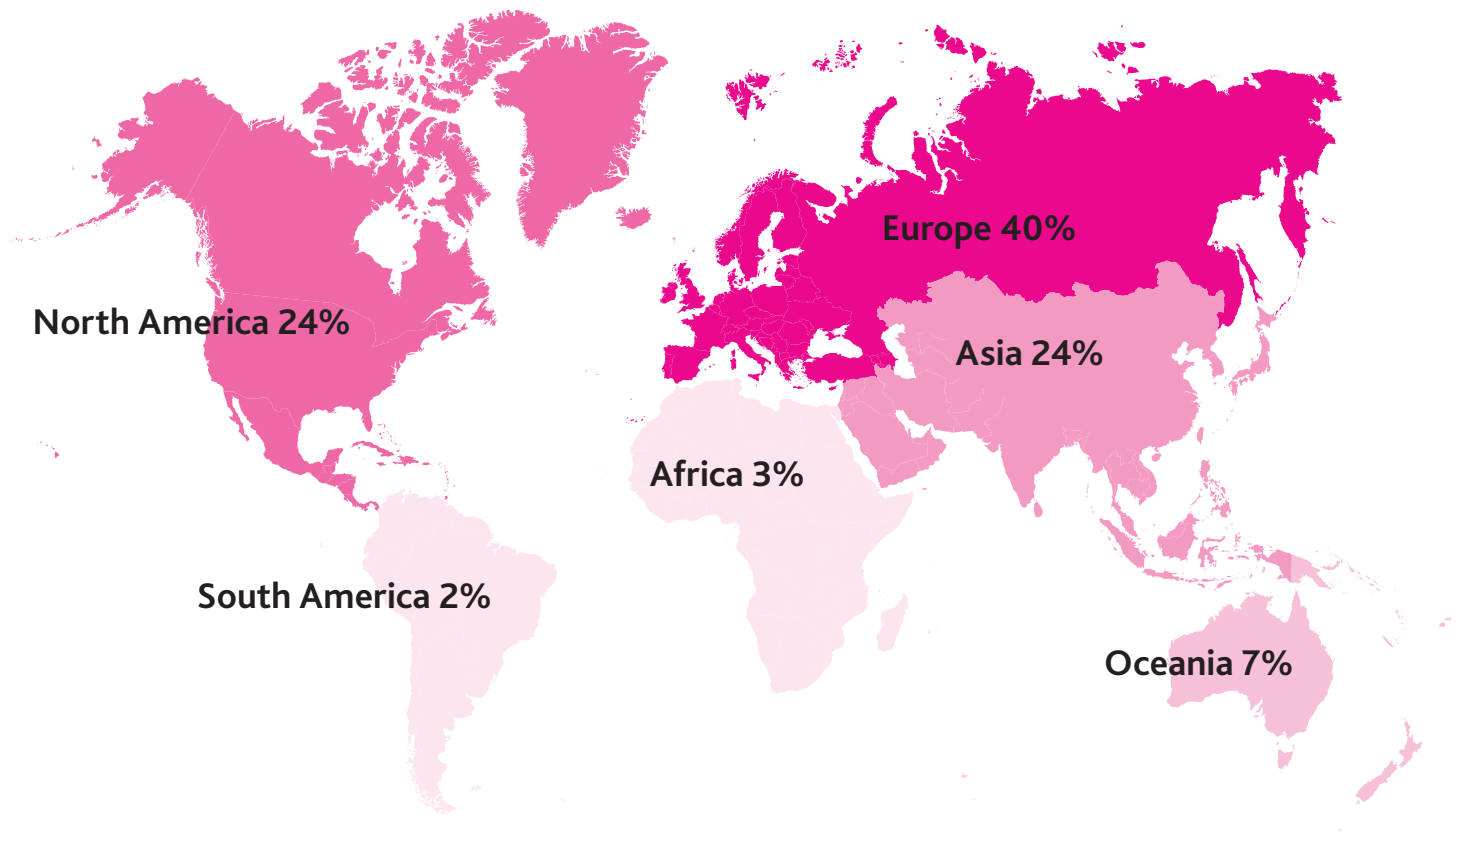 Europe 40%
North America 24%
Asia 24%
Africa 3%
South America 2%
Oceania 7%